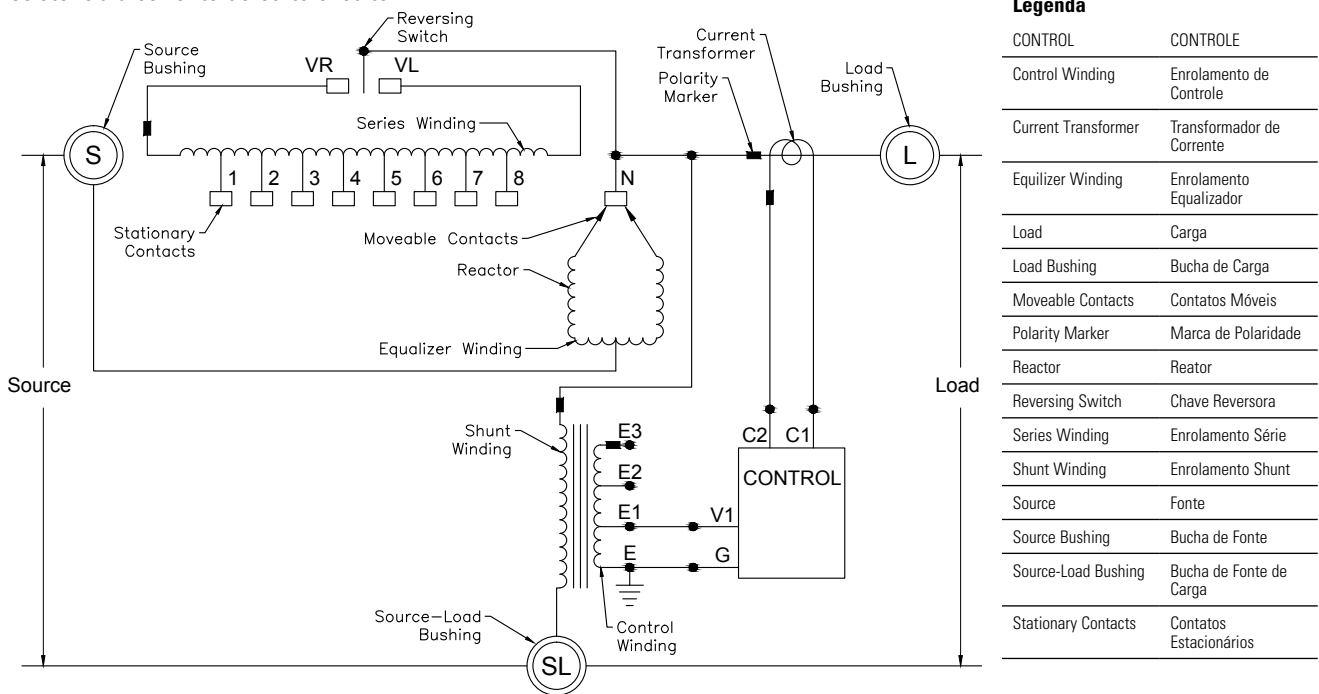 Legenda
Reversing
Switch
Source
Bushing
VR
VL
Series Winding
S
1 2 3 4 5 6 7 8
N
Stationary
Contacts
Moveable Contacts
Reactor
Equalizer Winding
Current
Transformer
Polarity
Marker
Load
Bushing
L
Source
Load
Shunt
Winding
E3
E2
E1
E
V1
G
C2 C1
CONTROL
Source-Load
Bushing
SL
Control
Winding
CONTROL CONTROLE
Control Winding Enrolamento de
Controle
Current Transformer Transformador de
Corrente
Equilizer Winding Enrolamento
Equalizador
Load Carga
Load Bushing Bucha de Carga
Moveable Contacts Contatos Móveis
Polarity Marker Marca de Polaridade
Reactor Reator
Reversing Switch Chave Reversora
Series Winding Enrolamento Série
Shunt Winding Enrolamento Shunt
Source Fonte
Source Bushing Bucha de Fonte
Source-Load Bushing Bucha de Fonte de
Carga
Stationary Contacts Contatos
Estacionários